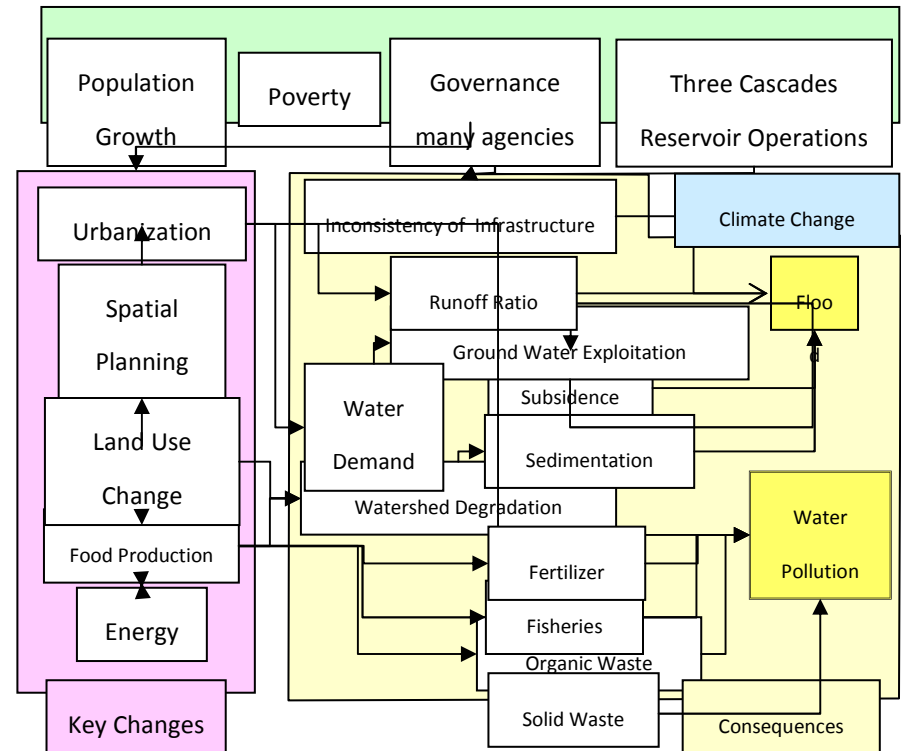 Population
Growth
Poverty
Governance
many agencies
Three Cascades
Reservoir Operations
Urbanization
Inconsistency of Infrastructure
Climate Change
Spatial
Planning
Runoff Ratio
Floo
d
Ground Water Exploitation
Subsidence
Water
Demand
Land Use
Change
Sedimentation
Watershed Degradation
Water
Pollution
Food Production
Fertilizer
Energy
Fisheries
Organic Waste
Solid Waste
Key Changes
Consequences